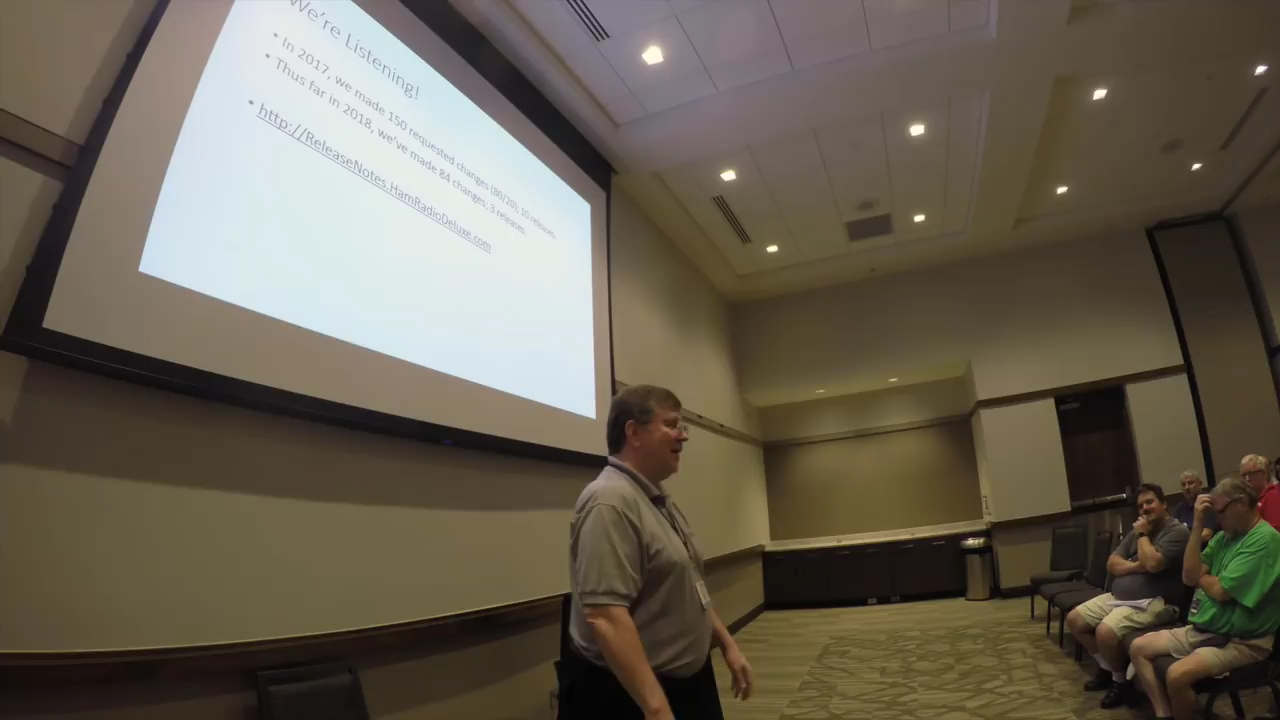 We're Listening!
• In 2017, we made 150 requested changes (80/20); 10 releases.
• Thus far in 2018, we've made 84 changes; 3 releases.
• http://ReleaseNotes.HamRadioDeluxe.com